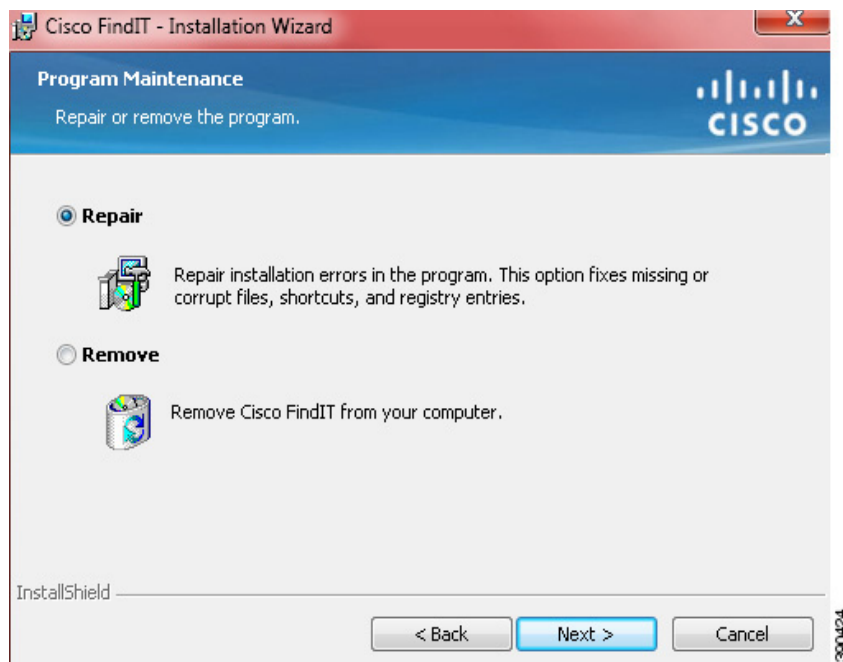 Cisco FindIT - Installation Wizard
X
Program Maintenance
Repair or remove the program.
CISCO
Repair
Repair installation errors in the program. This option fixes missing or
corrupt files, shortcuts, and registry entries.
Remove
Remove Cisco FindIT from your computer.
InstallShield
< Back
Next >
Cancel
390424